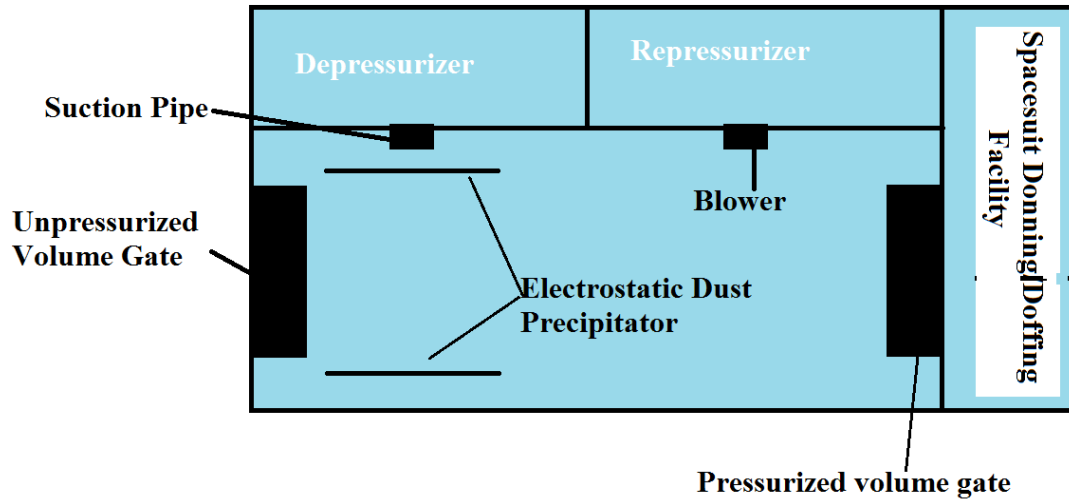 Depressurizer
Repressurizer
Suction Pipe
Unpressurized
Volume Gate
Blower
Electrostatic Dust
Precipitator
Spacesuit Donning/Doffing
Facility
Pressurized volume gate